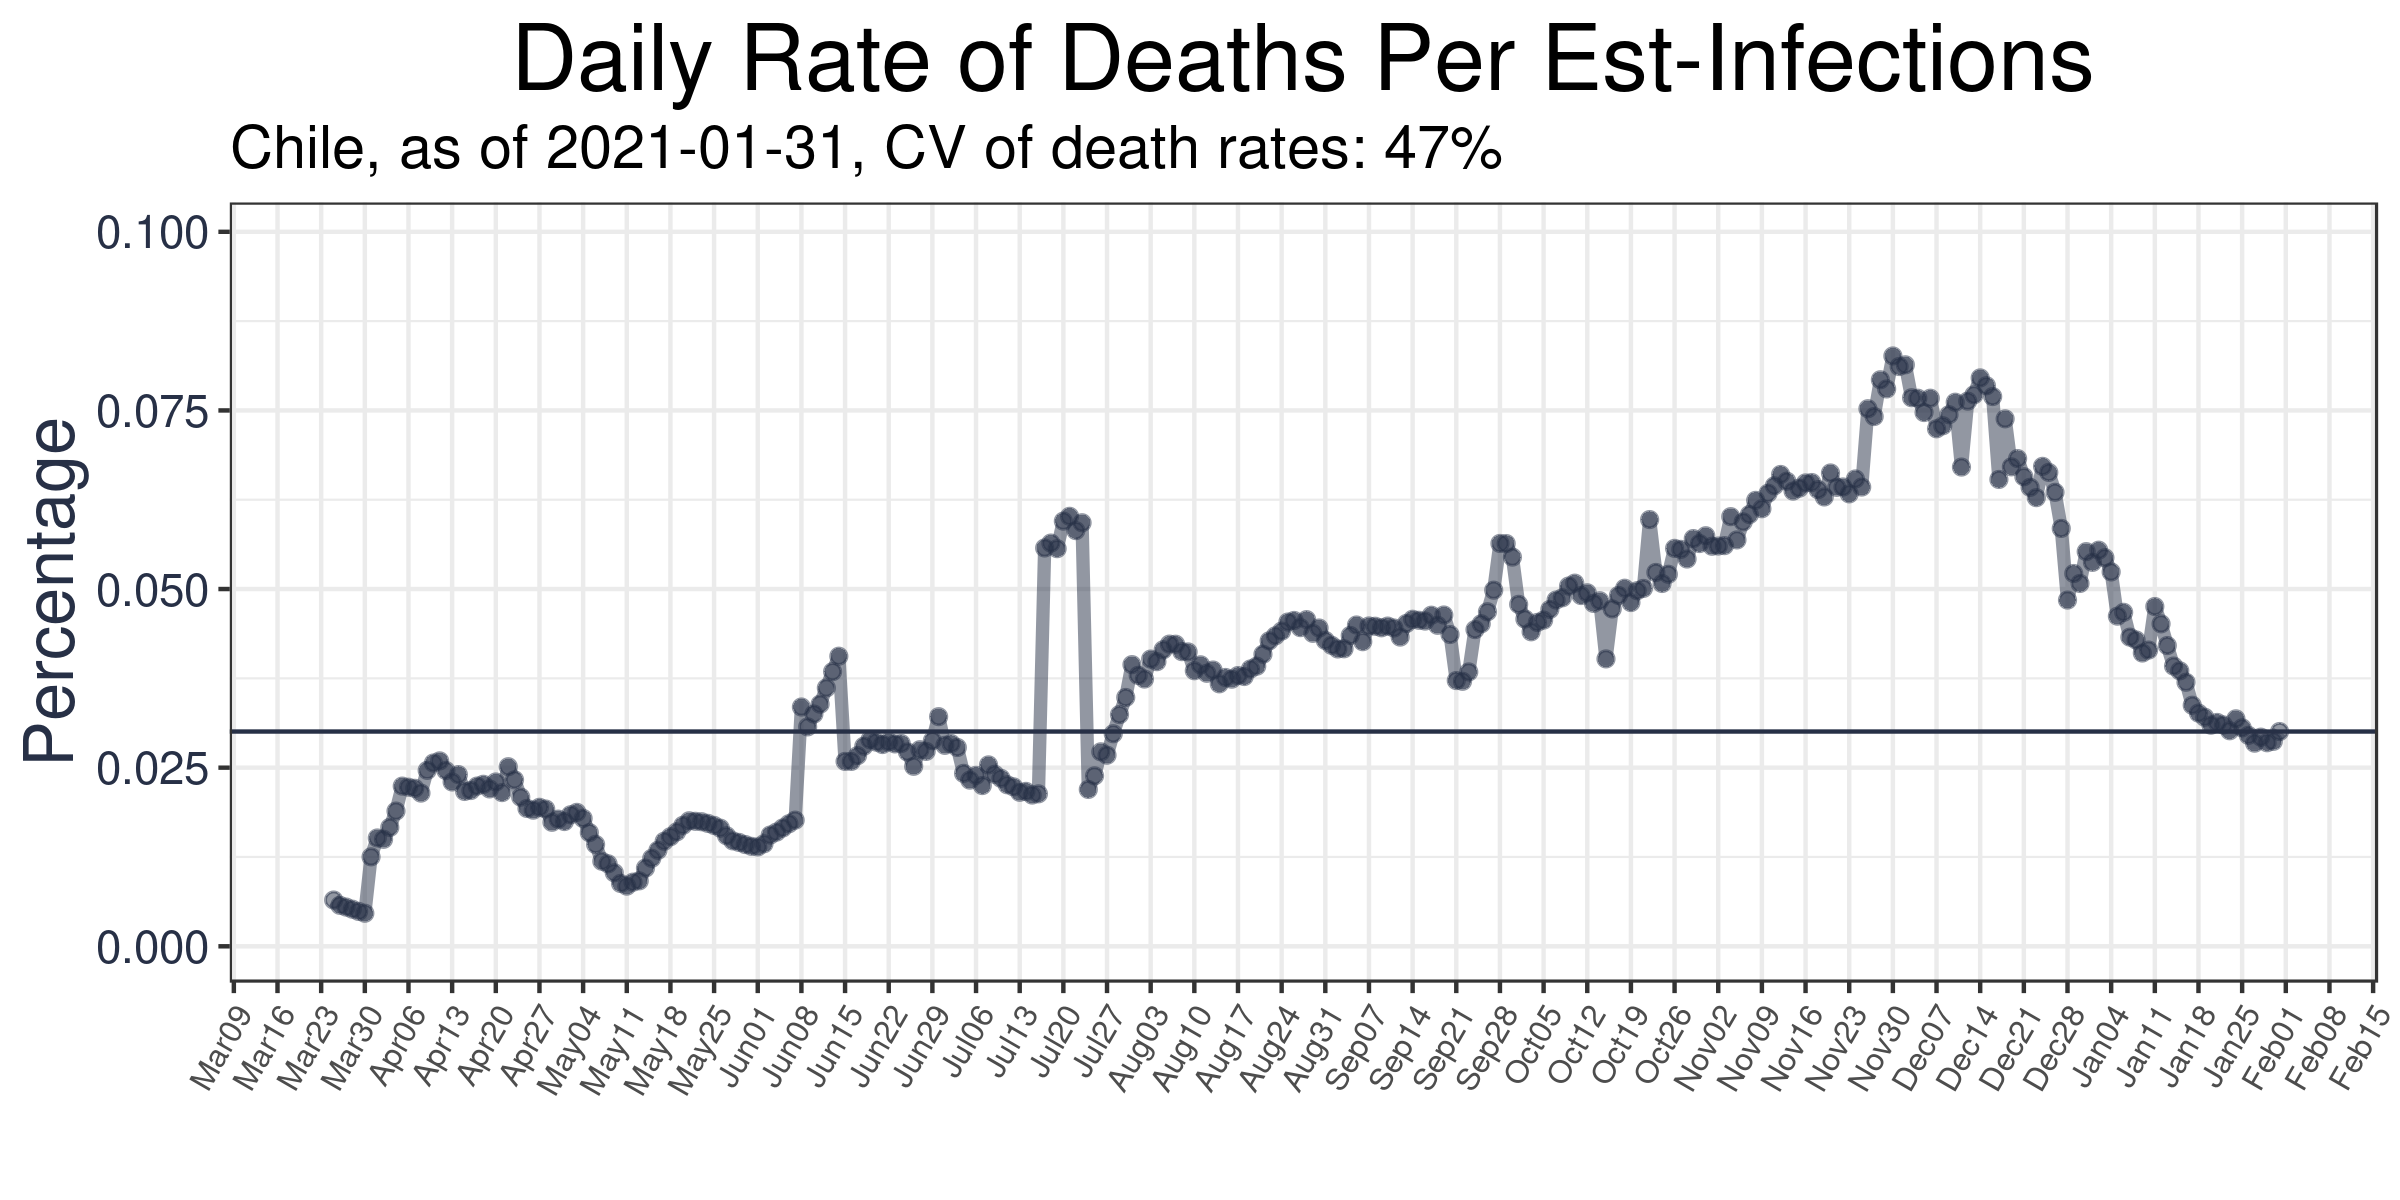 Daily Rate of Deaths Per Est-Infections
Chile, as of 2021-01-31, CV of death rates: 47%
Percentage
0.100
0.075
0.050
0.025
0.000
Mar09
Mar16
Mar23
Mar30
Apr06
Apr13
Apr20
Apr27
May04
May11
May18
May25
Jun01
Jun08
Jun15
Jun22
Jun29
Jul06
Jul13
Jul20
Jul27
Aug03
Aug10
Aug17
Aug24
Aug31
Sep07
Sep14
Sep21
Sep28
Oct05
Oct12
Oct19
Oct26
Nov02
Nov09
Nov16
Nov23
Nov30
Dec07
Dec14
Dec21
Dec28
Jan04
Jan11
Jan18
Jan25
Feb01
Feb08
Feb15